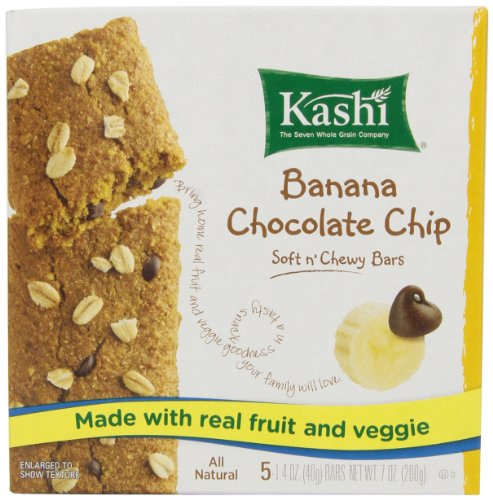 Kashi
The Seven Whole Grain Company
®
Banana
Chocolate Chip
Soft n' Chewy Bars
Bring home real fruit and veggie goodness in a tasty snack your family will love.
Made with real fruit and veggie
ENLARGED TO
SHOW TEXTURE
All
Natural
5-1.4 OZ. (40g) BARS NET WT. 7 OZ. (200g)
U D